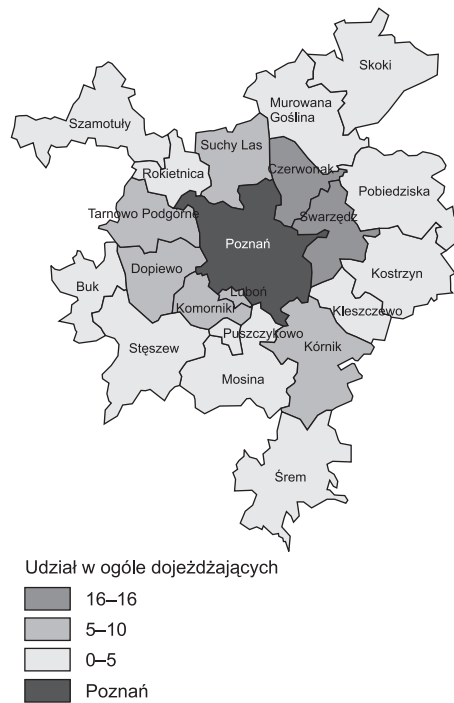 Skoki
Murowana
Goślina
Szamotuły
Suchy Las
Czerwonak
Rokietnica
Pobiedziska
Tarnowo Podgórne
Swarzędz
Poznań
Dopiewo
Kostrzyn
Buk
Luboń
Komorniki
Kleszczewo
Puszczykowo
Stęszew
Kórnik
Mosina
Śrem
Udział w ogóle dojeżdżających
16–16
5–10
0–5
Poznań